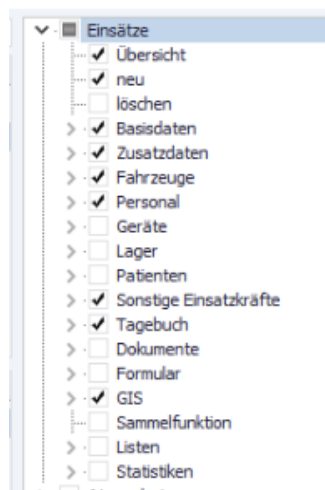 Einsätze
Übersicht
neu
löschen
Basisdaten
Zusatzdaten
Fahrzeuge
Personal
Geräte
Lager
Patienten
Sonstige Einsatzkräfte
Tagebuch
Dokumente
Formular
GIS
Sammelfunktion
Listen
Statistiken